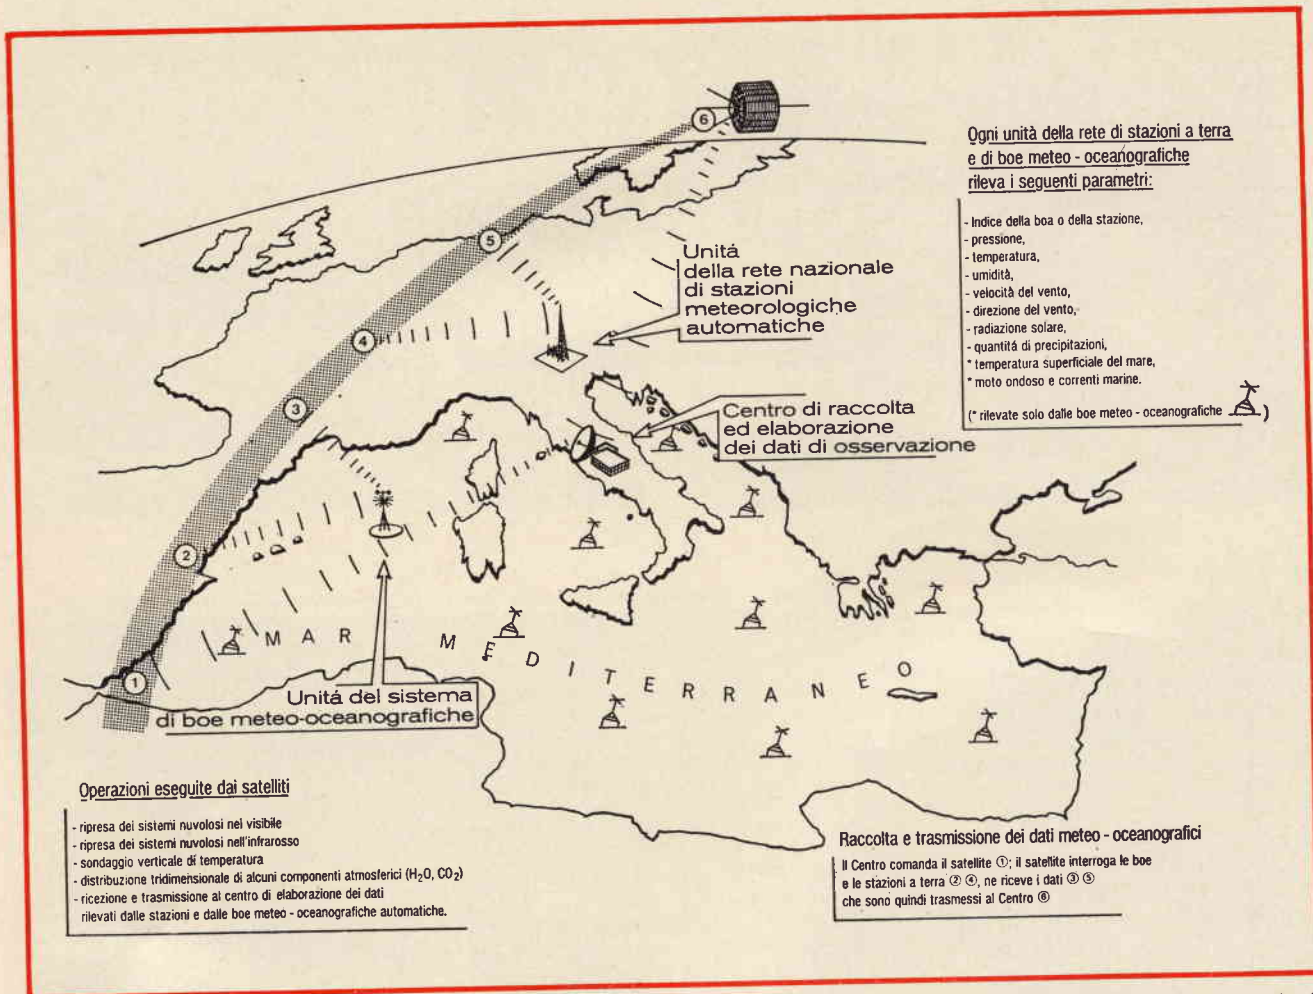 6
5
4
3
2
1
Ogni unità della rete di stazioni a terra
e di boe meteo - oceanografiche
rileva i seguenti parametri:
- Indice della boa o della stazione,
- pressione,
- temperatura,
- umidità,
- velocità del vento,
- direzione del vento,
- radiazione solare,
- quantitá di precipitazioni,
* temperatura superficiale del mare,
* moto ondoso e correnti marine.
(* rilevate solo dalle boe meteo - oceanografiche )
Unitá
della rete nazionale
di stazioni
meteorologiche
automatiche
Centro di raccolta
ed elaborazione
dei dati di osservazione
MAR MEDITERRANEO
Unitá del sistema
di boe meteo-oceanografiche
Operazioni eseguite dai satelliti
- ripresa dei sistemi nuvolosi nel visibile
- ripresa dei sistemi nuvolosi nell'infrarosso
- sondaggio verticale di temperatura
- distribuzione tridimensionale di alcuni componenti atmosferici (H₂O, CO₂)
- ricezione e trasmissione al centro di elaborazione dei dati
rilevati dalle stazioni e dalle boe meteo - oceanografiche automatiche.
Raccolta e trasmissione dei dati meteo - oceanografici
Il Centro comanda il satellite ①; il satellite interroga le boe
e le stazioni a terra ② ④, ne riceve i dati ③ ⑤
che sono quindi trasmessi al Centro ⑥